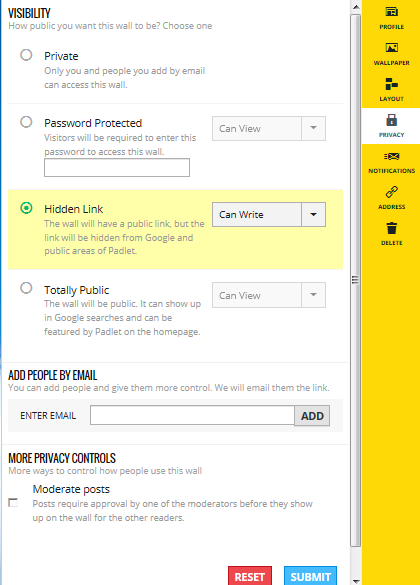 VISIBILITY
How public you want this wall to be? Choose one
Private
Only you and people you add by email
can access this wall.
Password Protected
Visitors will be required to enter this
password to access this wall.
Can View
Hidden Link
The wall will have a public link, but the
link will be hidden from Google and
public areas of Padlet.
Can Write
Totally Public
The wall will be public. It can show up
in Google searches and can be
featured by Padlet on the homepage.
Can View
ADD PEOPLE BY EMAIL
You can add people and give them more control. We will email them the link.
ENTER EMAIL
ADD
MORE PRIVACY CONTROLS
More ways to control how people use this wall
Moderate posts
Posts require approval by one of the moderators before they show
up on the wall for the other readers.
RESET
SUBMIT
PROFILE
WALLPAPER
LAYOUT
PRIVACY
NOTIFICATIONS
ADDRESS
DELETE